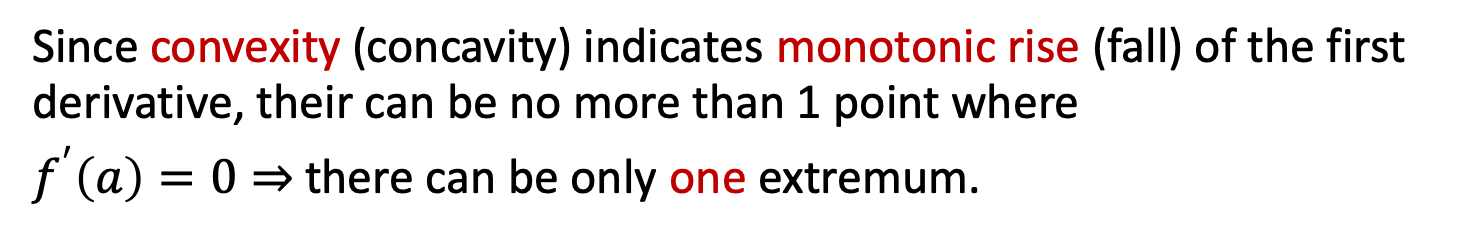 Since convexity (concavity) indicates monotonic rise (fall) of the first
derivative, their can be no more than 1 point where
f′(a) = 0 ⇒ there can be only one extremum.